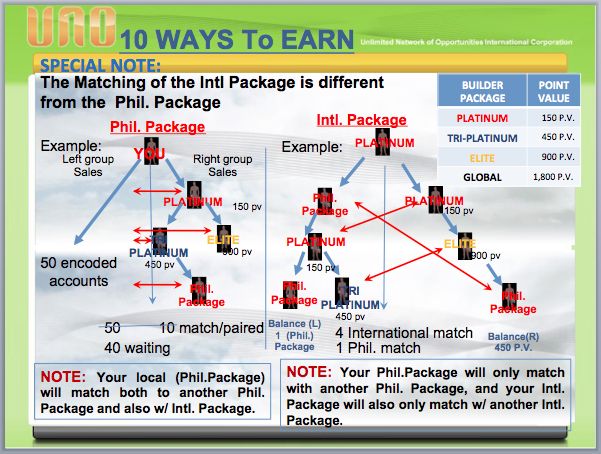 UNO
10 WAYS To EARN
Unlimited Network of Opportunities International Corporation
SPECIAL NOTE:
The Matching of the Intl Package is different
from the Phil. Package
BUILDER PACKAGE POINT VALUE
PLATINUM 150 P.V.
TRI-PLATINUM 450 P.V.
ELITE 900 P.V.
GLOBAL 1,800 P.V.
Phil. Package
Example:
YOU
Left group
Sales
Right group
Sales
PLATINUM
150 pv
TRI
PLATINUM
450 pv
ELITE
900 pv
50 encoded
accounts
Phil.
Package
50 10 match/paired
40 waiting
Intl. Package
Example:
PLATINUM
Phil.
Package
PLATINUM
150 pv
PLATINUM
150 pv
ELITE
900 pv
Phil.
Package
TRI
PLATINUM
450 pv
Phil.
Package
Balance (L)
1 (Phil.)
Package
4 International match
1 Phil. match
Balance(R)
450 P.V.
NOTE: Your local (Phil.Package)
will match both to another Phil.
Package and also w/ Intl. Package.
NOTE: Your Phil.Package will only match
with another Phil. Package, and your Intl.
Package will also only match w/ another Intl.
Package.